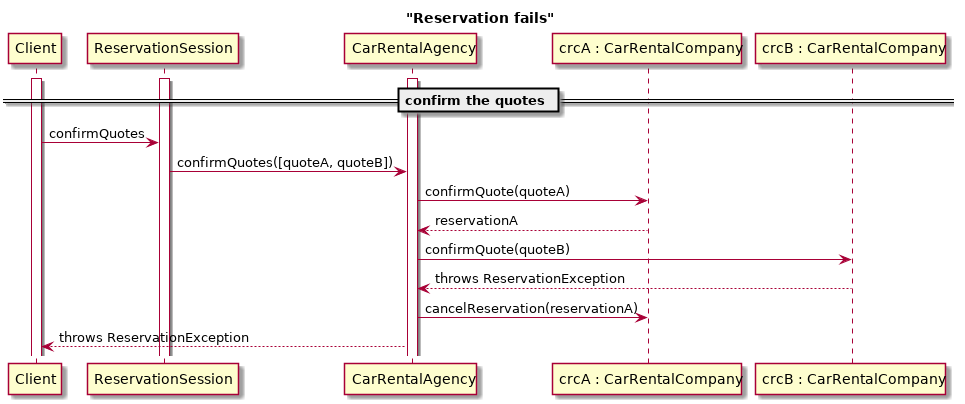 "Reservation fails"
Client
ReservationSession
CarRentalAgency
crcA : CarRentalCompany
crcB : CarRentalCompany
confirm the quotes
confirmQuotes
confirmQuotes([quoteA, quoteB])
confirmQuote(quoteA)
reservationA
confirmQuote(quoteB)
throws ReservationException
cancelReservation(reservationA)
throws ReservationException
Client
ReservationSession
CarRentalAgency
crcA : CarRentalCompany
crcB : CarRentalCompany